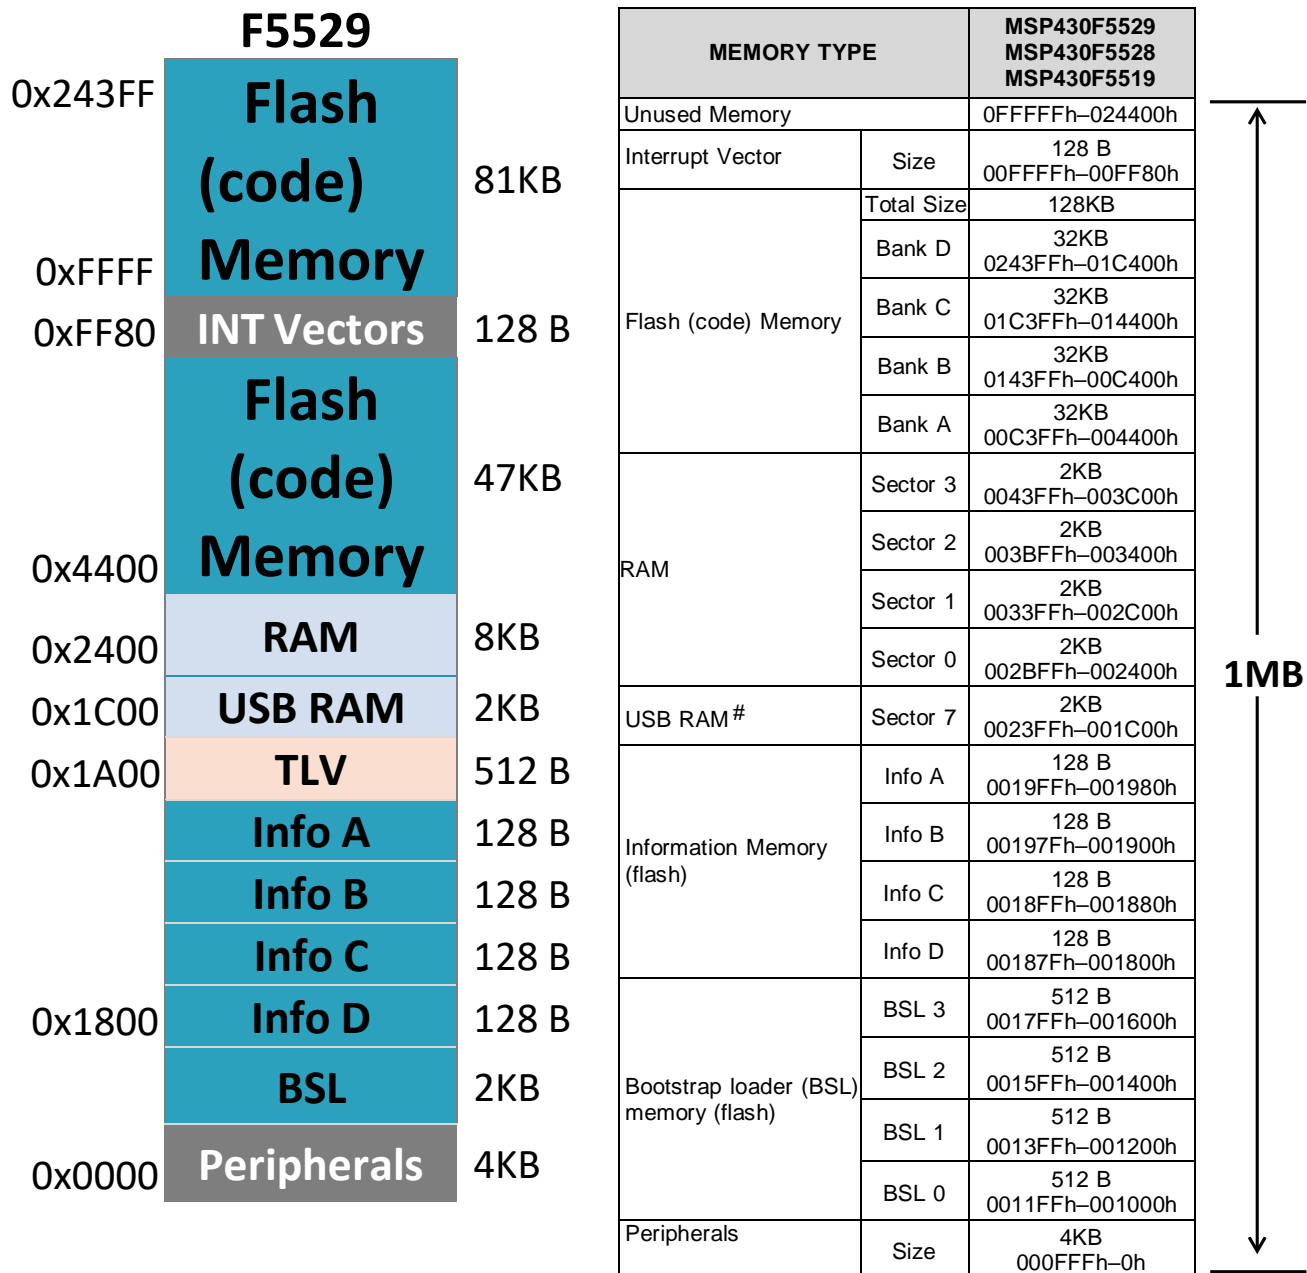 F5529
0x243FF
Flash
(code)
Memory
81KB
0xFFFF
0xFF80
INT Vectors
128 B
Flash
(code)
Memory
47KB
0x4400
RAM
8KB
0x2400
USB RAM
2KB
0x1C00
TLV
512 B
0x1A00
Info A
128 B
Info B
128 B
Info C
128 B
0x1800
Info D
128 B
BSL
2KB
Peripherals
4KB
0x0000
MEMORY TYPE
MSP430F5529
MSP430F5528
MSP430F5519
Unused Memory
0FFFFFh–024400h
Interrupt Vector
Size
128 B
00FFFFh–00FF80h
Flash (code) Memory
Total Size
128KB
Bank D
32KB
0243FFh–01C400h
Bank C
32KB
01C3FFh–014400h
Bank B
32KB
0143FFh–00C400h
Bank A
32KB
00C3FFh–004400h
RAM
Sector 3
2KB
0043FFh–003C00h
Sector 2
2KB
003BFFh–003400h
Sector 1
2KB
0033FFh–002C00h
Sector 0
2KB
002BFFh–002400h
USB RAM #
Sector 7
2KB
0023FFh–001C00h
Information Memory
(flash)
Info A
128 B
0019FFh–001980h
Info B
128 B
00197Fh–001900h
Info C
128 B
0018FFh–001880h
Info D
128 B
00187Fh–001800h
Bootstrap loader (BSL)
memory (flash)
BSL 3
512 B
0017FFh–001600h
BSL 2
512 B
0015FFh–001400h
BSL 1
512 B
0013FFh–001200h
BSL 0
512 B
0011FFh–001000h
Peripherals
Size
4KB
000FFFh–0h
1MB